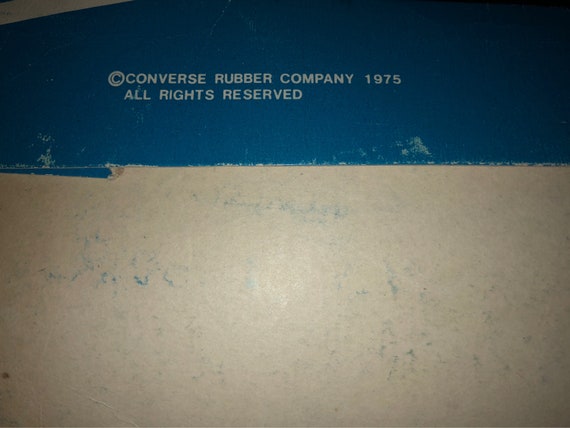 ©CONVERSE RUBBER COMPANY 1975
ALL RIGHTS RESERVED